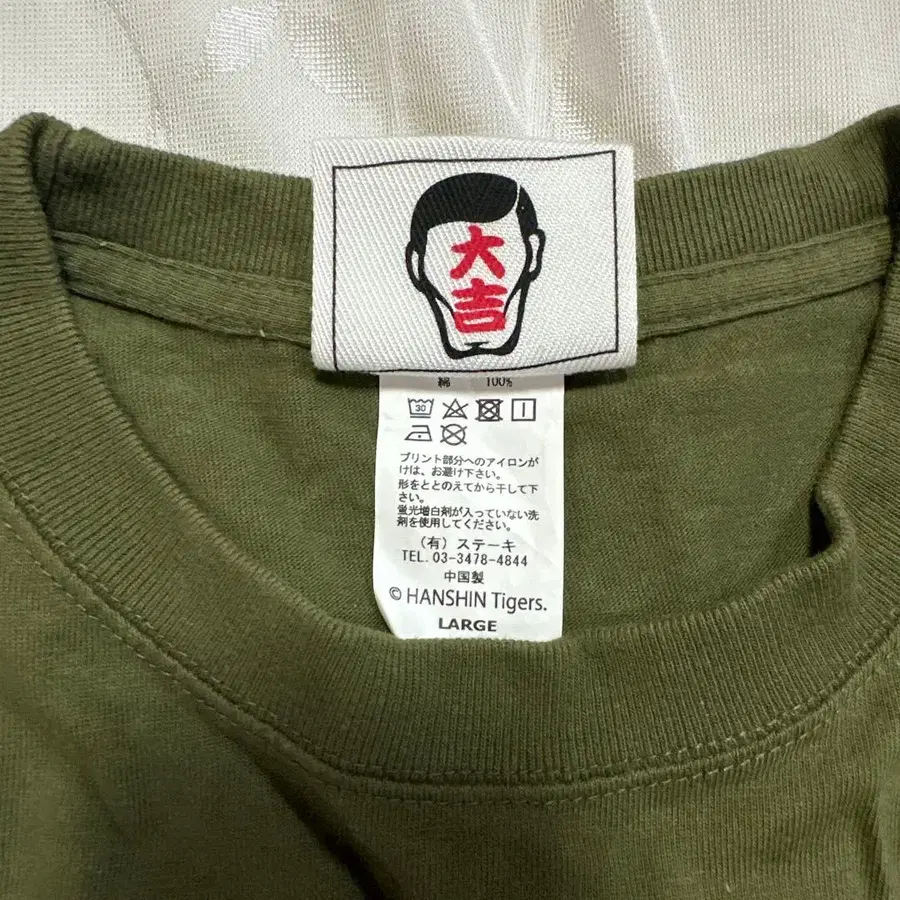 大
吉
綿 100%
30
プリント部分へのアイロンが
けは、お避け下さい。
形をととのえてから干して下
さい。
蛍光増白剤が入っていない洗
剤を使用してください。
(有) ステーキ
TEL. 03-3478-4844
中国製
© HANSHIN Tigers.
LARGE